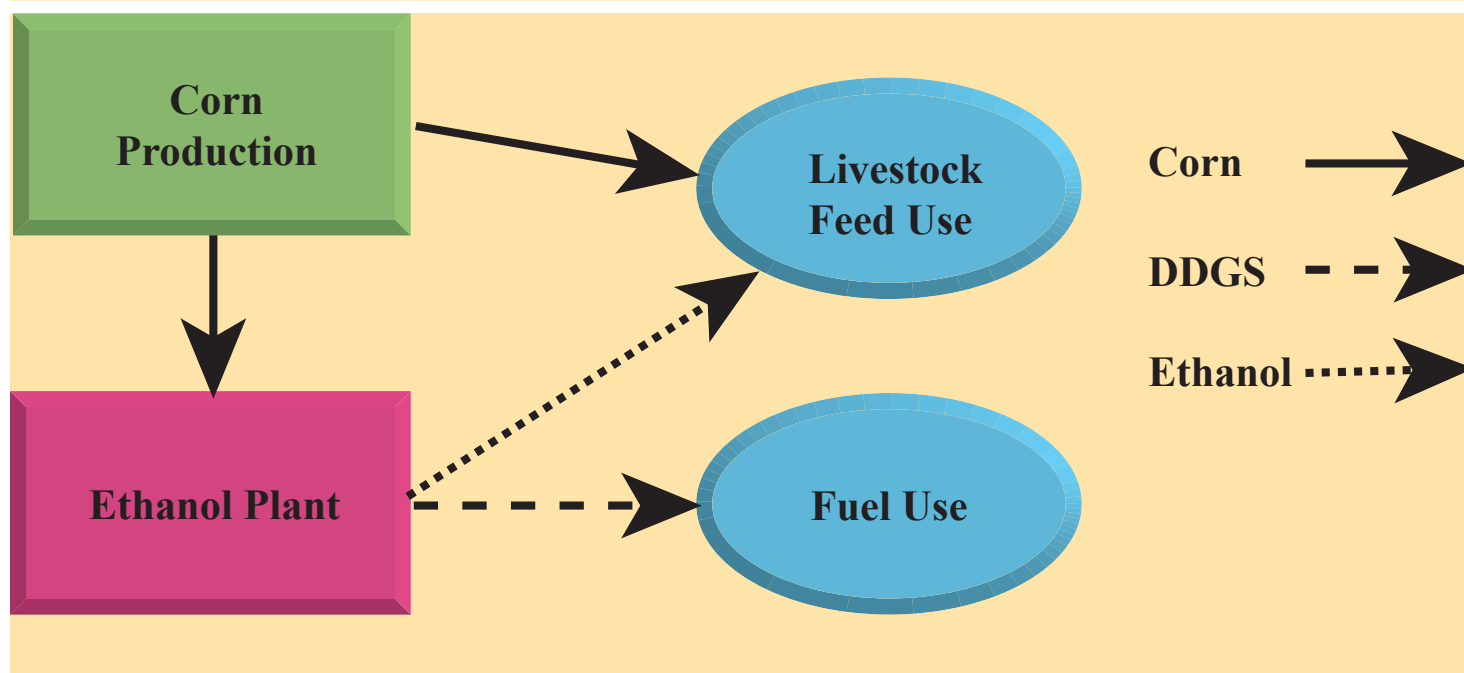 Corn
Production
Livestock
Feed Use
Ethanol Plant
Fuel Use
Corn
DDGS
Ethanol